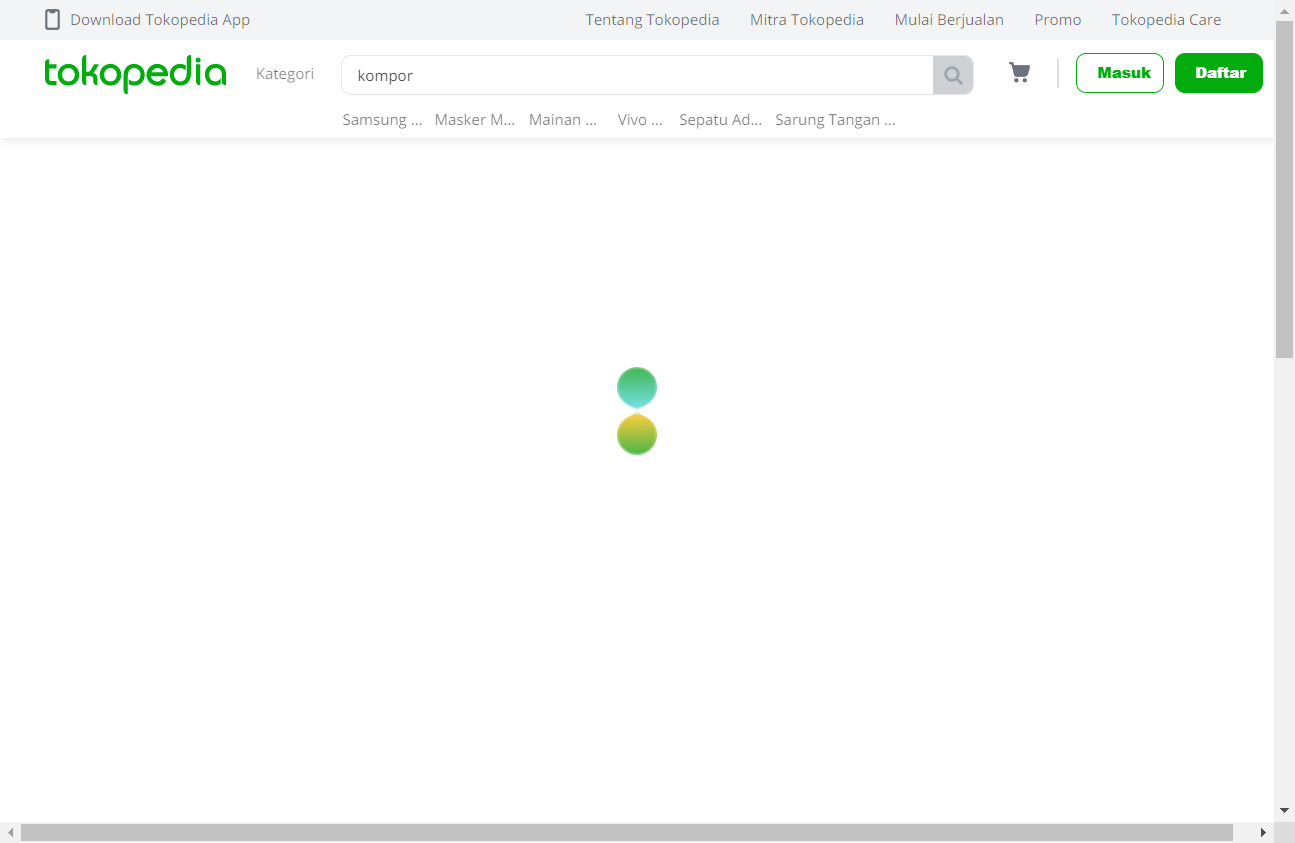 Download Tokopedia App Tentang Tokopedia Mitra Tokopedia Mulai Berjualan Promo Tokopedia Care
tokopedia Kategori kompor Masuk Daftar
Samsung ... Masker M... Mainan ... Vivo ... Sepatu Ad... Sarung Tangan ...